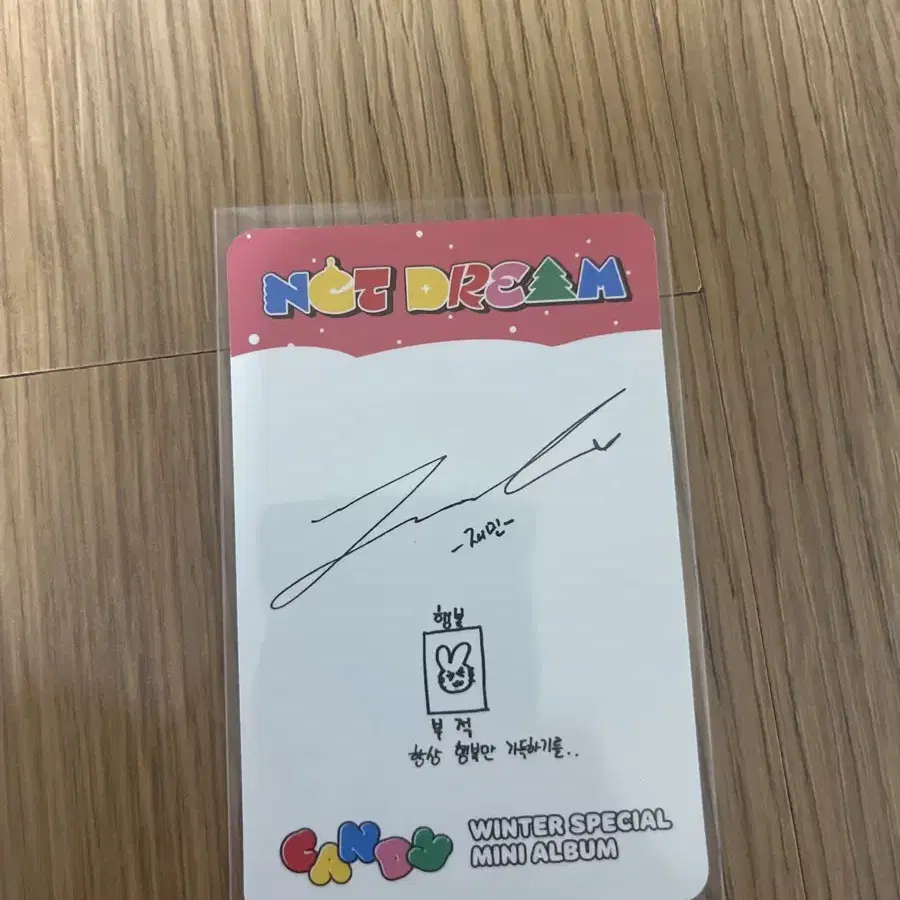 NCT DREAM
-재민-
행복
부적
항상 행복만 가득하기를..
CANDY
WINTER SPECIAL
MINI ALBUM